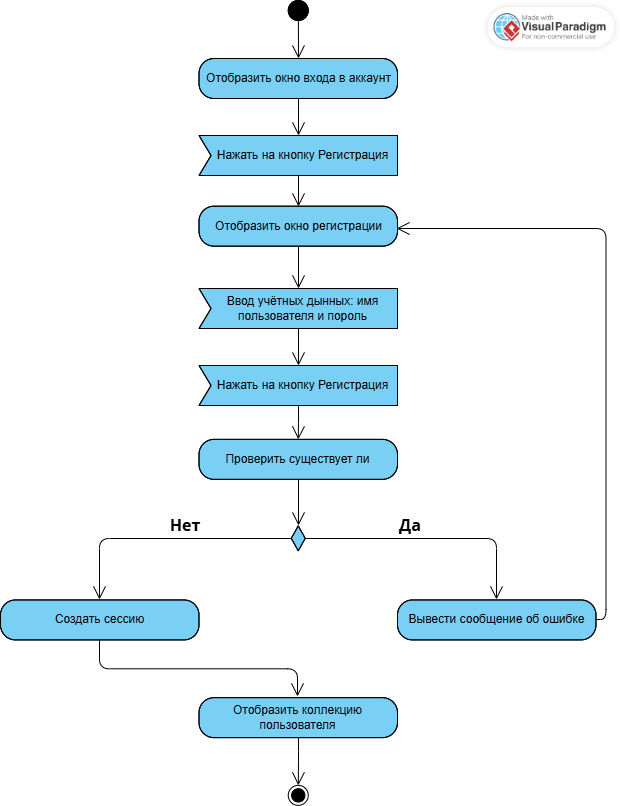 Made with
Visual Paradigm
For non-commercial use
Отобразить окно входа в аккаунт
Нажать на кнопку Регистрация
Отобразить окно регистрации
Ввод учётных дынных: имя
пользователя и пороль
Нажать на кнопку Регистрация
Проверить существует ли
Нет
Да
Создать сессию
Вывести сообщение об ошибке
Отобразить коллекцию
пользователя